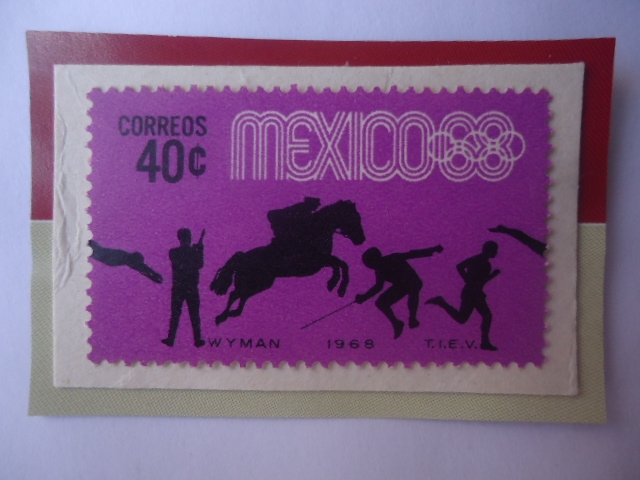 CORREOS MEXICO68
40¢
WYMAN 1968 T.I.E.V.